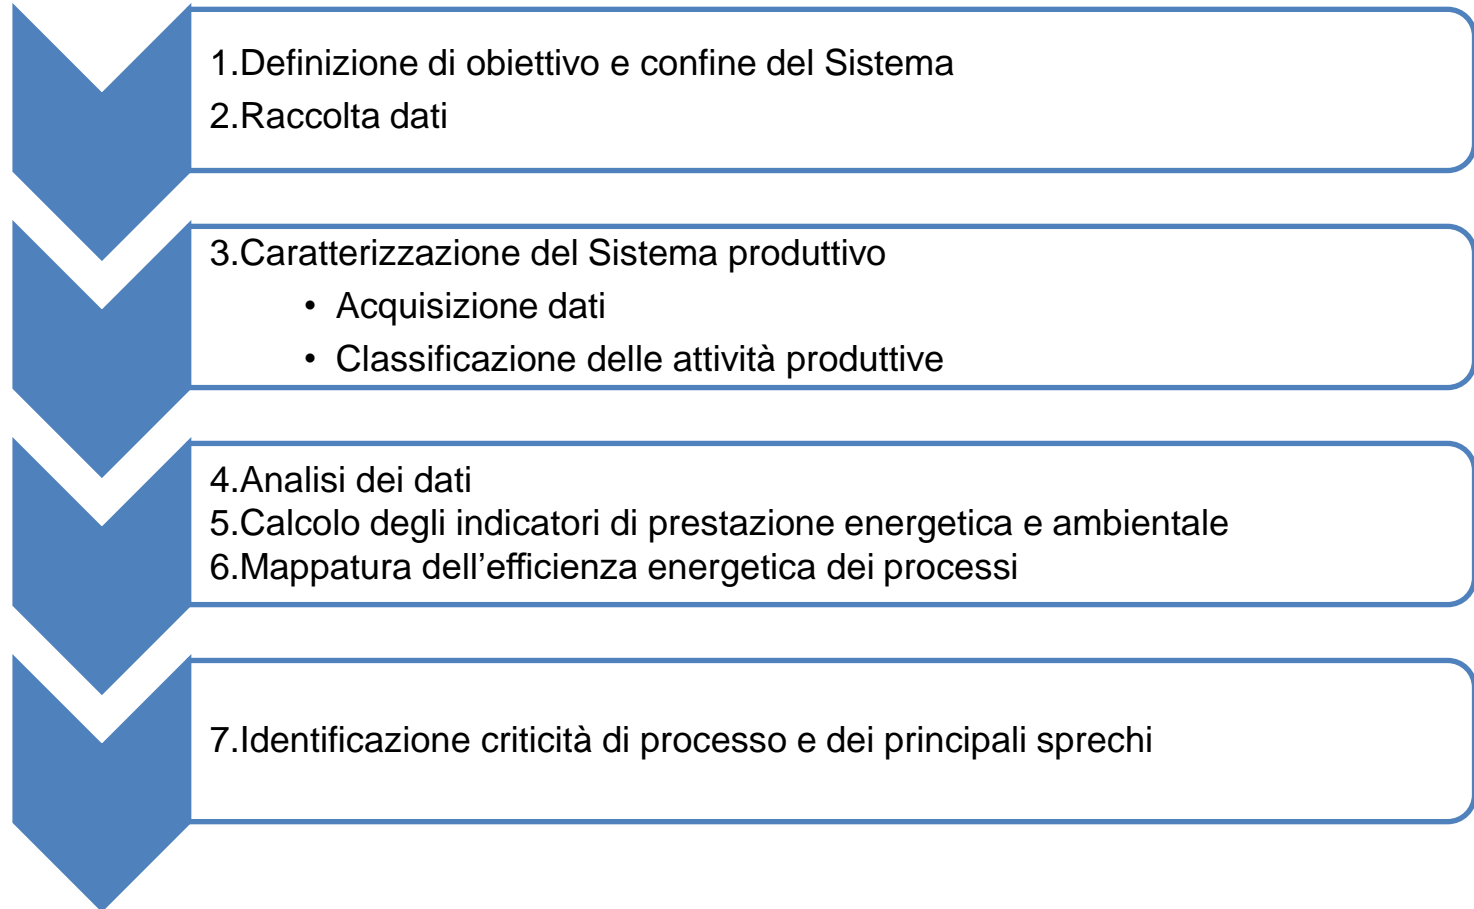 1.Definizione di obiettivo e confine del Sistema
2.Raccolta dati
3.Caratterizzazione del Sistema produttivo
• Acquisizione dati
• Classificazione delle attività produttive
4.Analisi dei dati
5.Calcolo degli indicatori di prestazione energetica e ambientale
6.Mappatura dell’efficienza energetica dei processi
7.Identificazione criticità di processo e dei principali sprechi